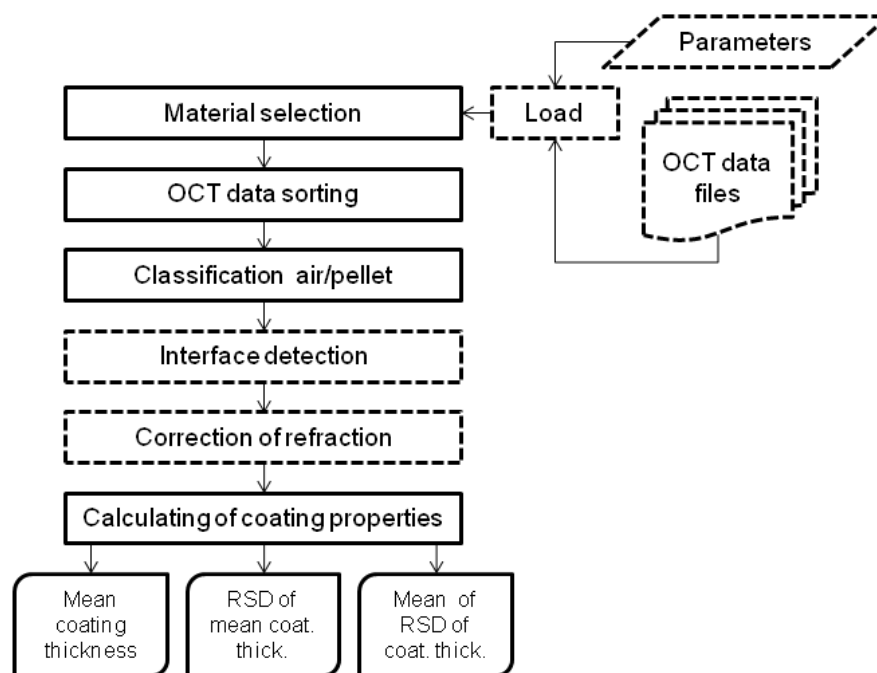 Parameters
Material selection
Load
OCT data
files
OCT data sorting
Classification air/pellet
Interface detection
Correction of refraction
Calculating of coating properties
Mean
coating
thickness
RSD of
mean coat.
thick.
Mean of
RSD of
coat. thick.